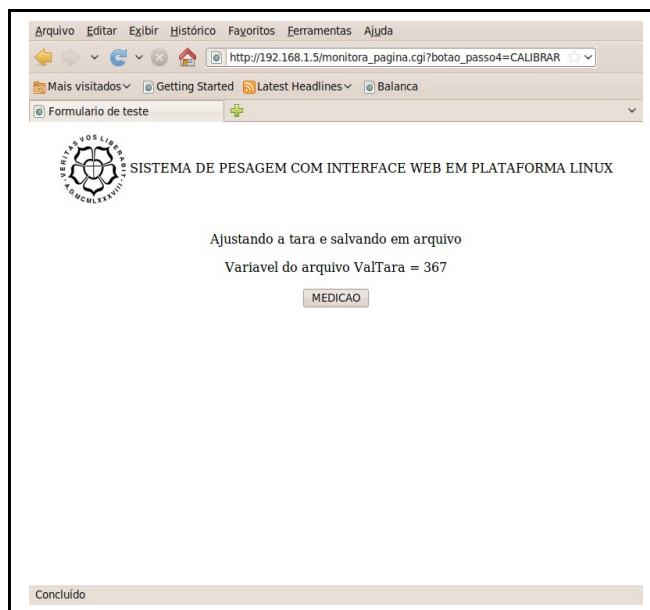 Arquivo Editar Exibir Histórico Favoritos Ferramentas Ajuda
http://192.168.1.5/monitora_pagina.cgi?botao_passo4=CALIBRAR
Mais visitados Getting Started Latest Headlines Balanca
Formulario de teste
VERITAS VOS LIBERABIT
A.D.MCMLXXXVIII
SISTEMA DE PESAGEM COM INTERFACE WEB EM PLATAFORMA LINUX
Ajustando a tara e salvando em arquivo
Variavel do arquivo ValTara = 367
MEDICAO
Concluído